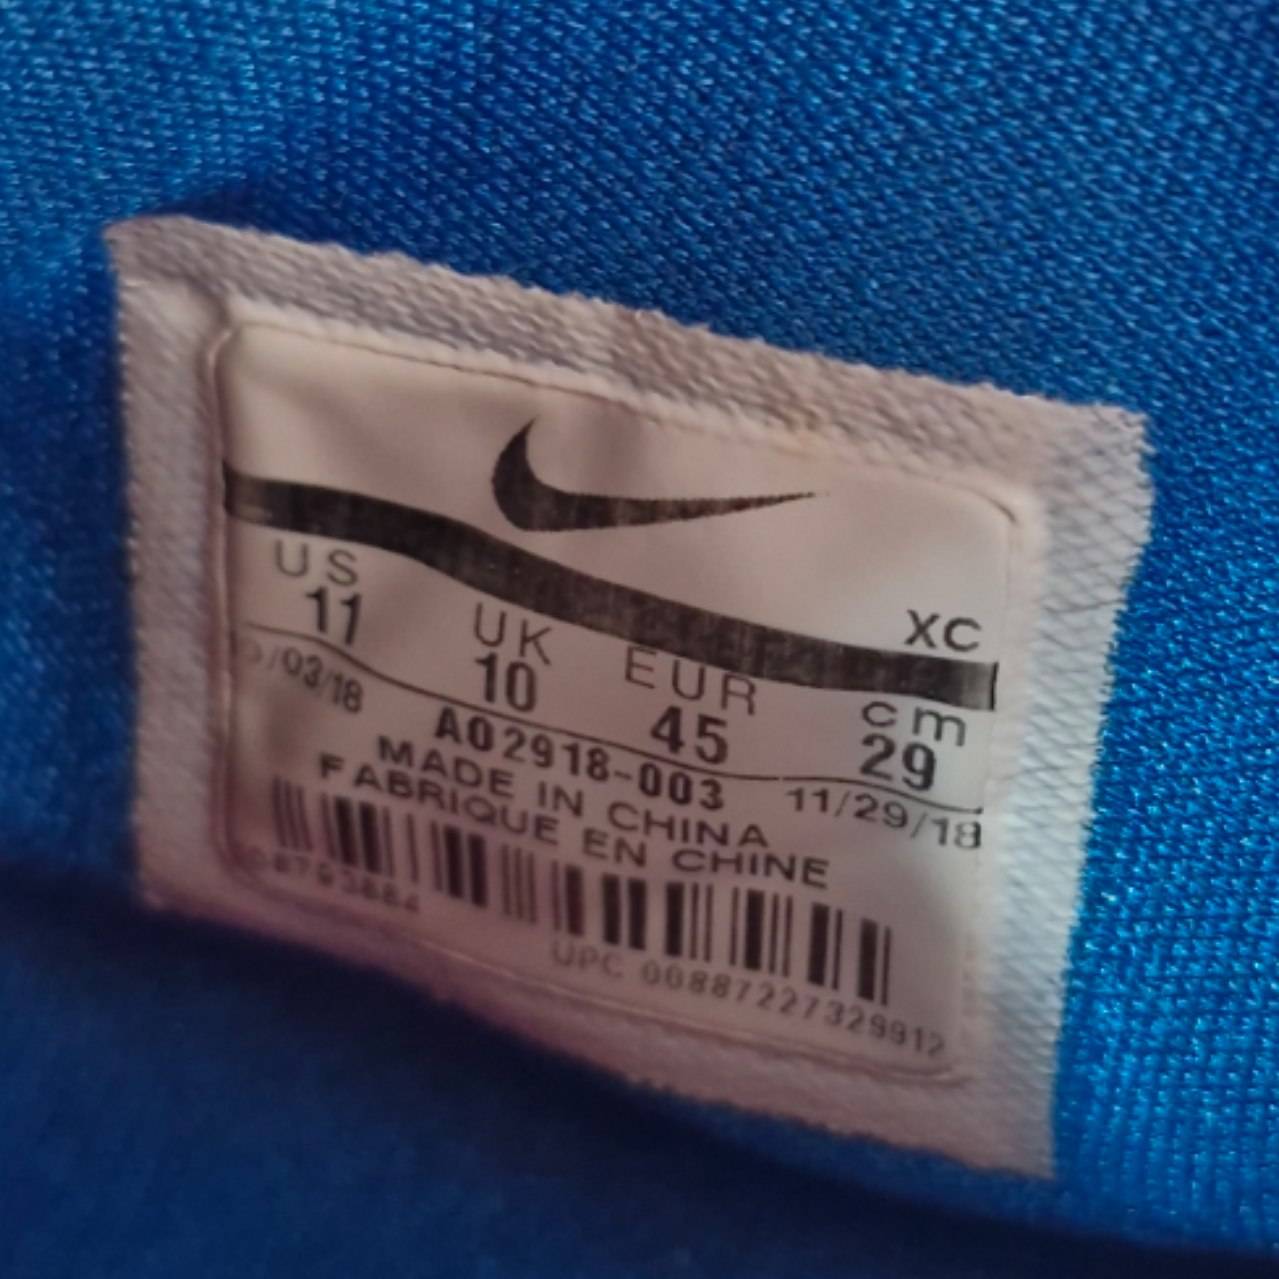 XC
US UK EUR cm
11 10 45 29
/03/18 11/29/18
AO2918-003
MADE IN CHINA
FABRIQUE EN CHINE
UPC 00887227329912